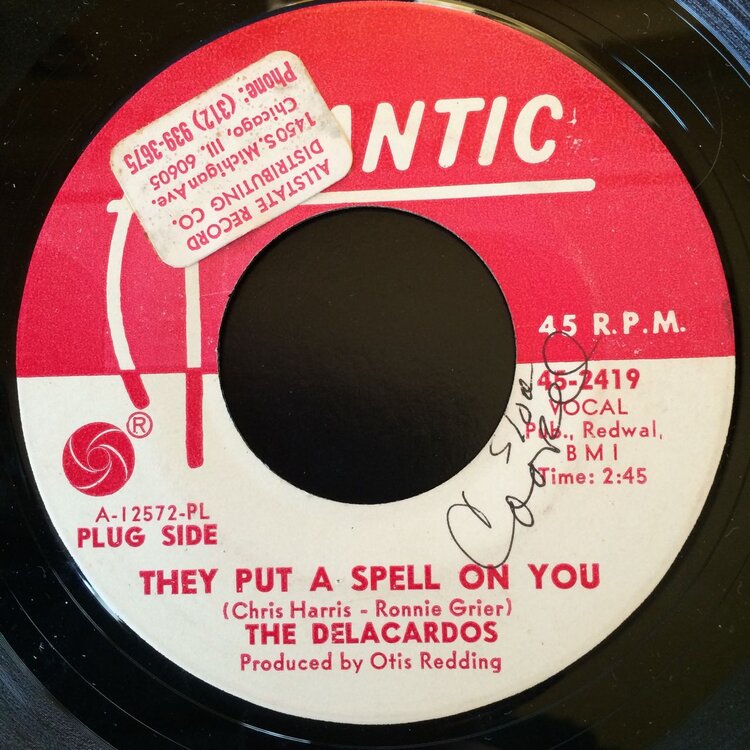 ALLSTATE RECORD
DISTRIBUTING CO.
1450 S. Michigan Ave.
Chicago, Ill. 60605
Phone: (312) 939-3675
ANTIC
45 R.P.M.
45-2419
VOCAL
Pub., Redwal,
BMI
Time: 2:45
®
A-12572-PL
PLUG SIDE
THEY PUT A SPELL ON YOU
(Chris Harris - Ronnie Grier)
THE DELACARDOS
Produced by Otis Redding